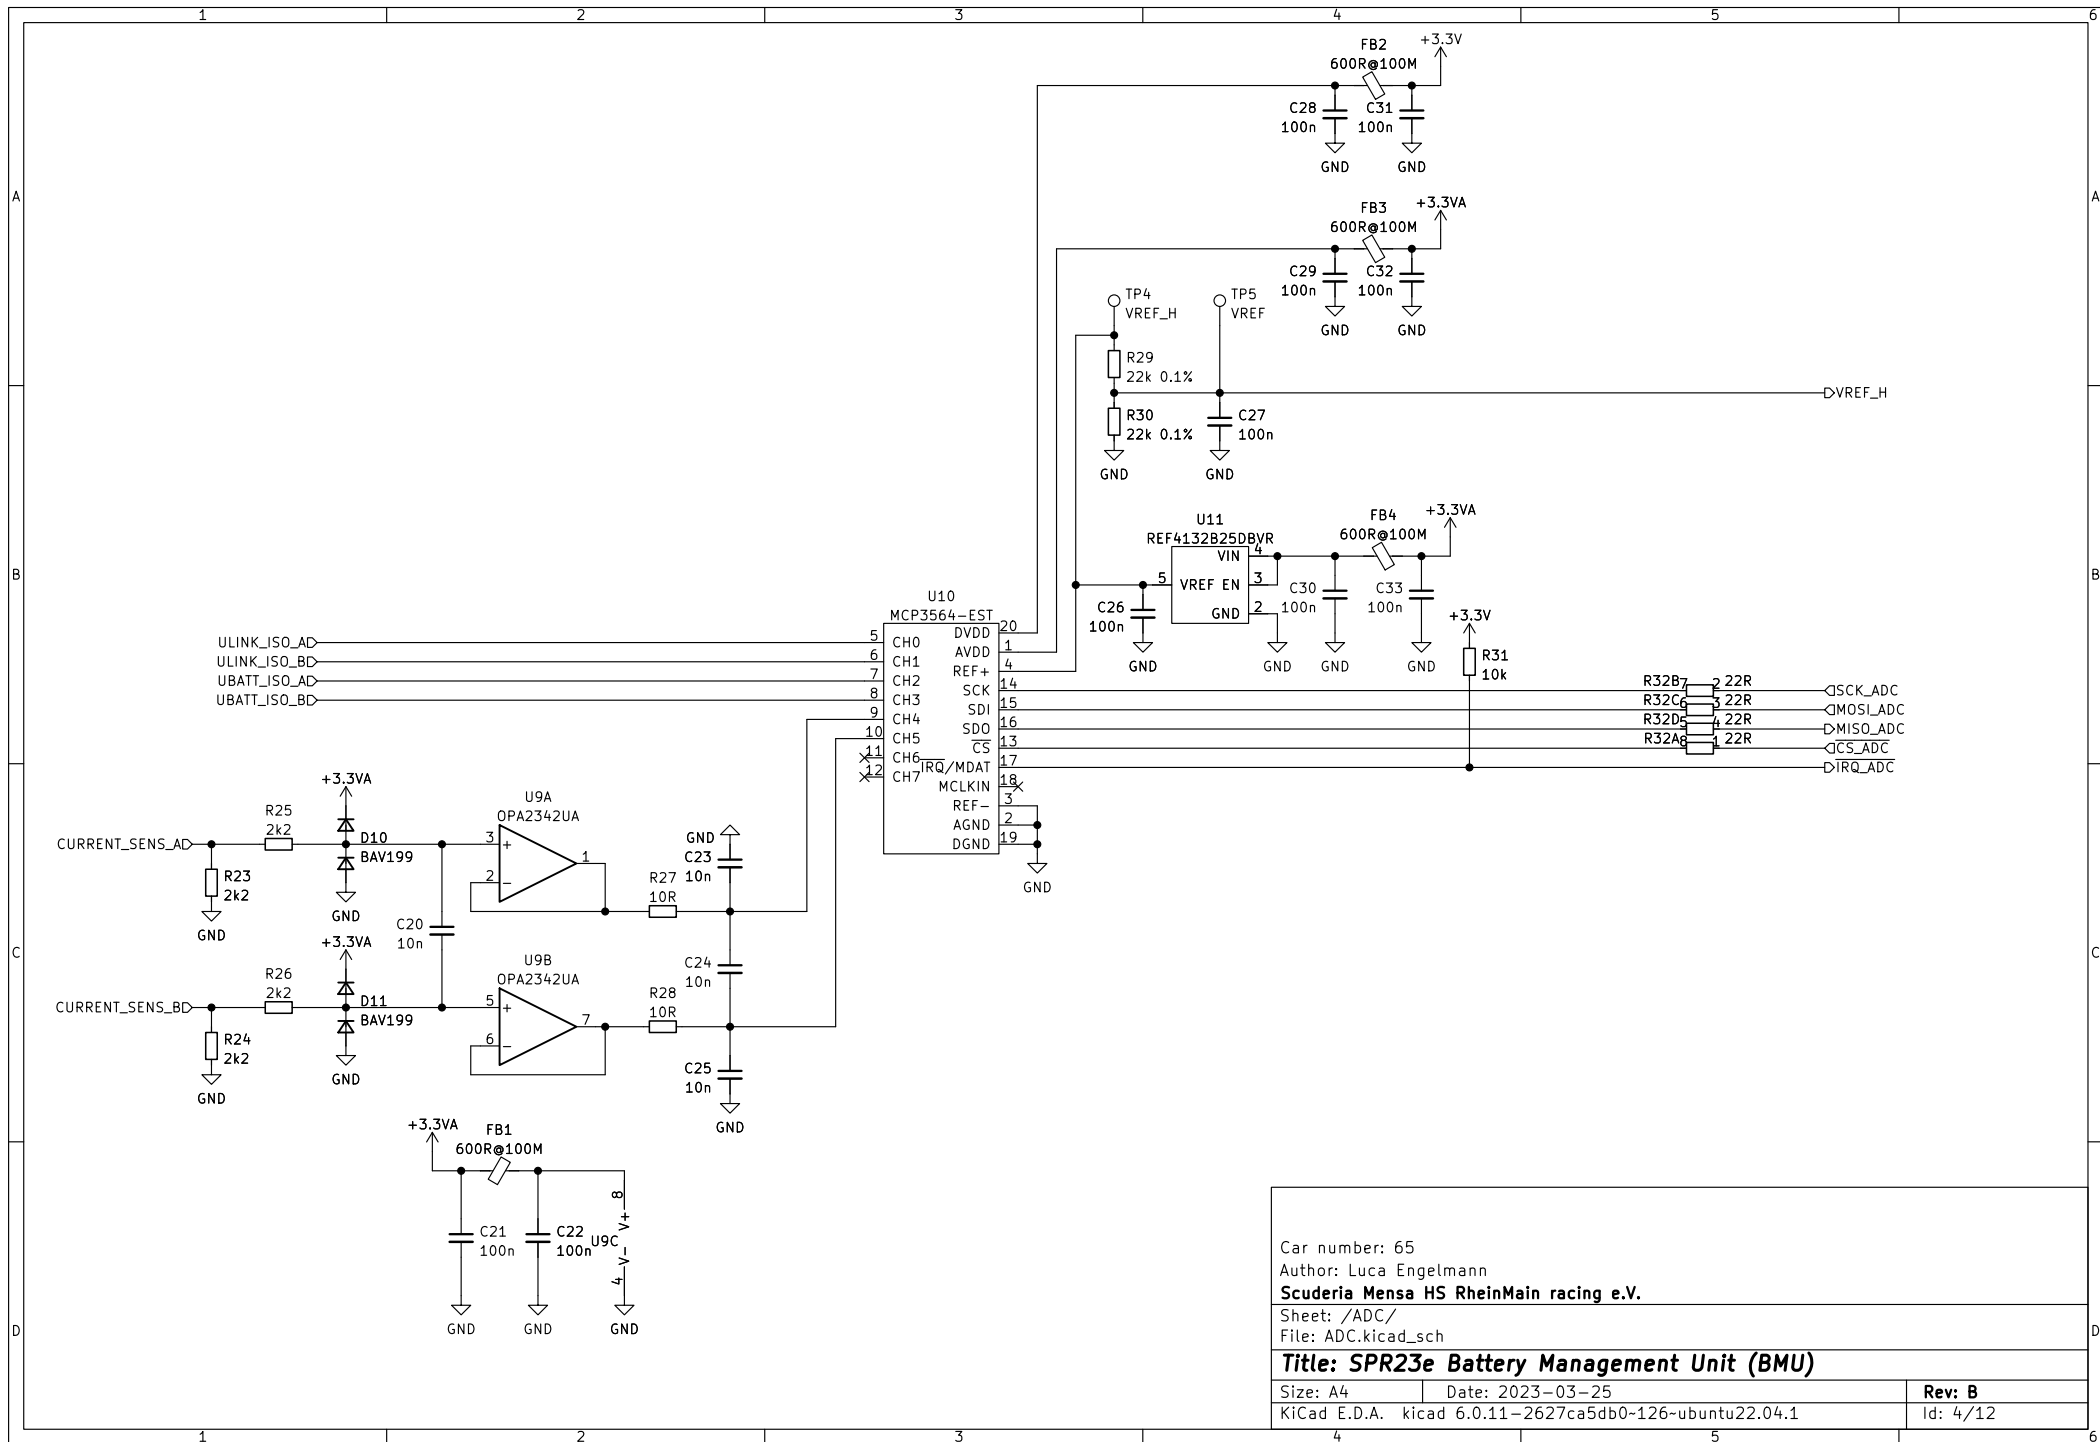 1 2 3 4 5 6
+3.3V
FB2
600R@100M
C28 C31
100n 100n
GND GND
A A
+3.3VA
FB3
600R@100M
C29 C32
100n 100n
GND GND
TP4 TP5
VREF_H VREF
R29
22k 0.1%
VREF_H
R30 C27
22k 0.1% 100n
GND GND
+3.3VA
FB4
600R@100M
U11
REF4132B25DBVR
VIN 4
5 VREF EN 3
GND 2
C26
100n
C30 C33
100n 100n
GND GND GND GND
B B
+3.3V
R31
10k
U10
MCP3564-EST
ULINK_ISO_A 5 CH0
ULINK_ISO_B 6 CH1
UBATT_ISO_A 7 CH2
UBATT_ISO_B 8 CH3
9 CH4
10 CH5
11 CH6
12 CH7
DVDD 20
AVDD 1
REF+ 4
SCK 14 R32B 7 2 22R SCK_ADC
SDI 15 R32C 6 3 22R MOSI_ADC
SDO 16 R32D 5 4 22R MISO_ADC
CS 13 R32A 8 1 22R CS_ADC
IRQ/MDAT 17 IRQ_ADC
MCLKIN 18
REF- 3
AGND 2
DGND 19
GND
+3.3VA
R25
2k2
U9A
OPA2342UA
CURRENT_SENS_A
D10
BAV199
3 +
2 -
1
R23
2k2
GND
GND
GND
C23
10n
R27
10R
C20
10n
C C
+3.3VA
R26
2k2
U9B
OPA2342UA
CURRENT_SENS_B
D11
BAV199
5 +
6 -
7
R24
2k2
GND
GND
C24
10n
R28
10R
C25
10n
GND
+3.3VA
FB1
600R@100M
C21 C22
100n 100n
U9C
8 V+
4 V-
GND GND GND
D D
Car number: 65
Author: Luca Engelmann
Scuderia Mensa HS RheinMain racing e.V.
Sheet: /ADC/
File: ADC.kicad_sch
Title: SPR23e Battery Management Unit (BMU)
Size: A4 Date: 2023-03-25 Rev: B
KiCad E.D.A. kicad 6.0.11-2627ca5db0~126~ubuntu22.04.1 Id: 4/12
1 2 3 4 5 6